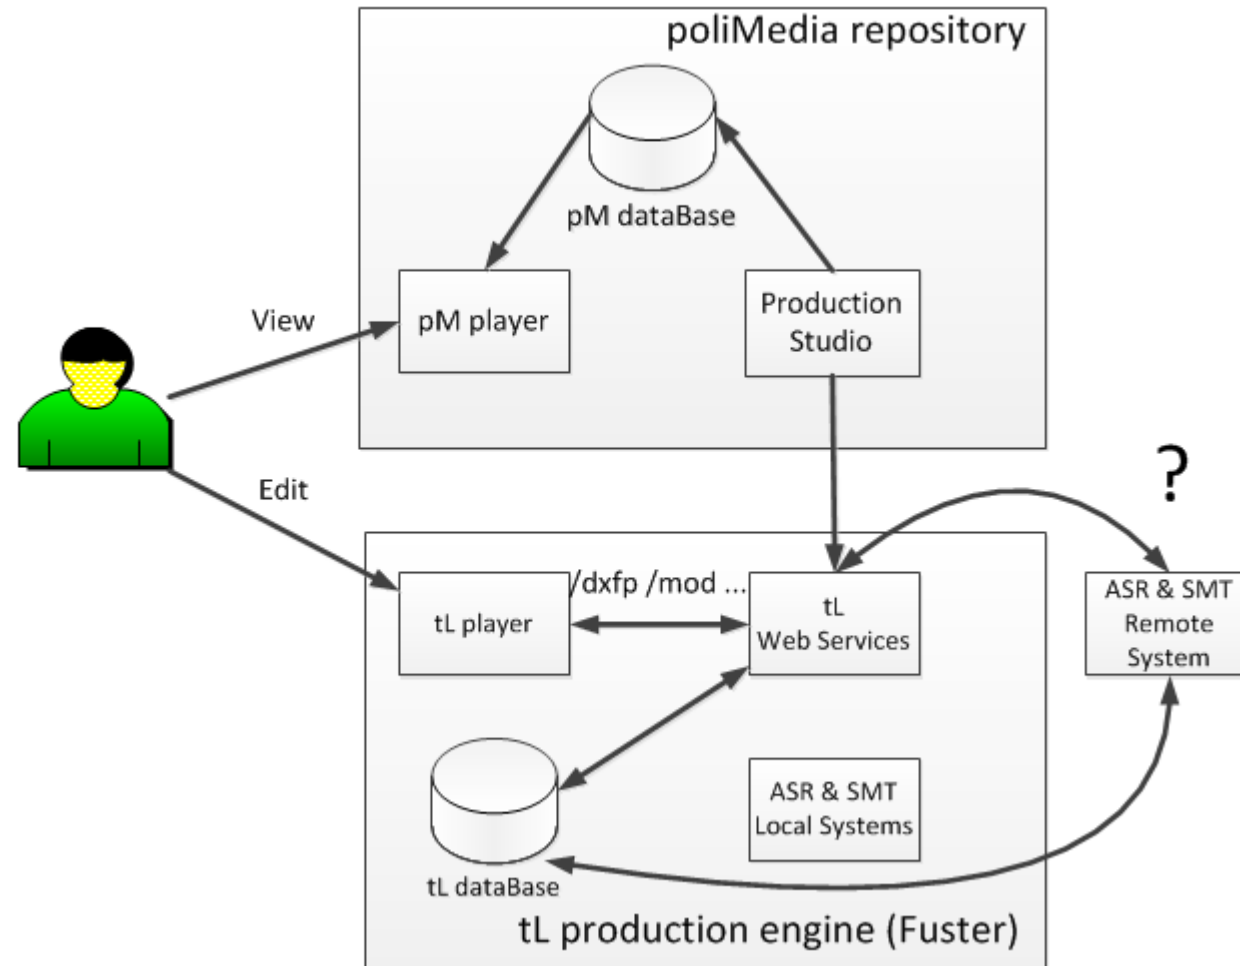 poliMedia repository
pM dataBase
View
pM player
Production
Studio
Edit
?
/dxfp /mod ...
tL player
tL
Web Services
ASR & SMT
Remote
System
ASR & SMT
Local Systems
tL dataBase
tL production engine (Fuster)